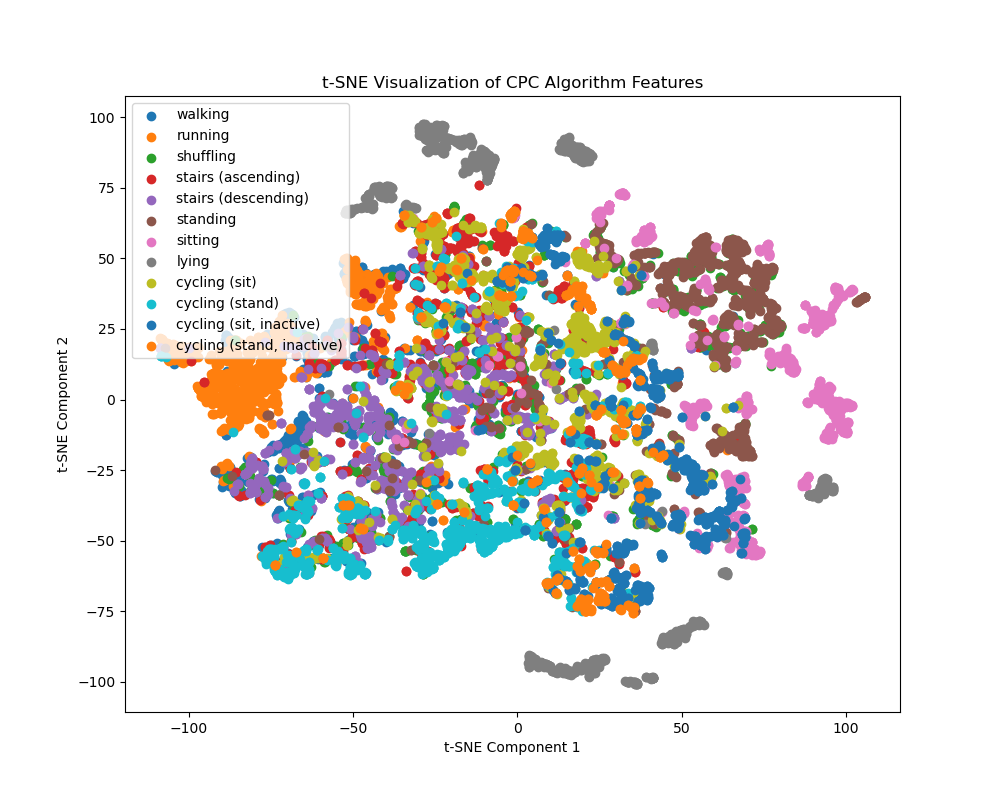 t-SNE Visualization of CPC Algorithm Features
walking
running
shuffling
stairs (ascending)
stairs (descending)
standing
sitting
lying
cycling (sit)
cycling (stand)
cycling (sit, inactive)
cycling (stand, inactive)
100
75
50
25
0
−25
−50
−75
−100
t-SNE Component 2
−100
−50
0
50
100
t-SNE Component 1